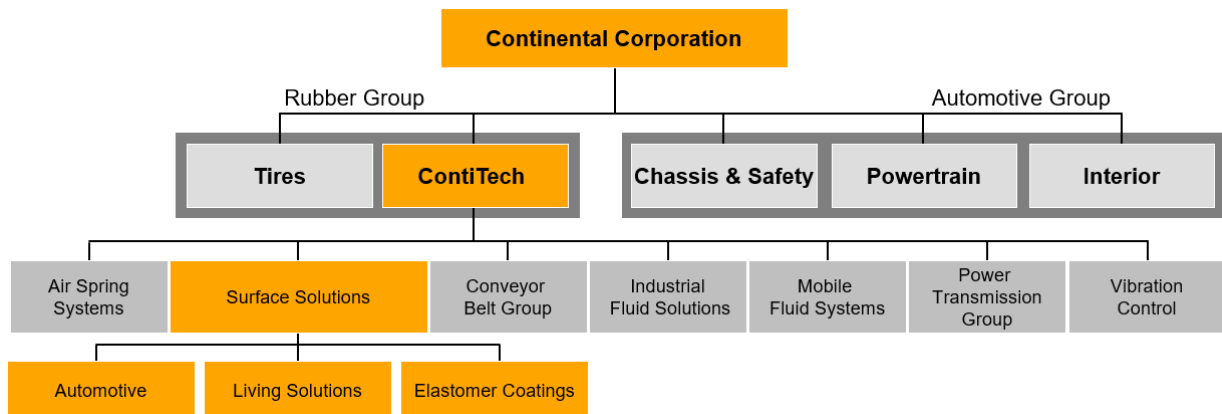 Continental Corporation
Rubber Group
Automotive Group
Tires
ContiTech
Chassis & Safety
Powertrain
Interior
Air Spring
Systems
Surface Solutions
Conveyor
Belt Group
Industrial
Fluid Solutions
Mobile
Fluid Systems
Power
Transmission
Group
Vibration
Control
Automotive
Living Solutions
Elastomer Coatings